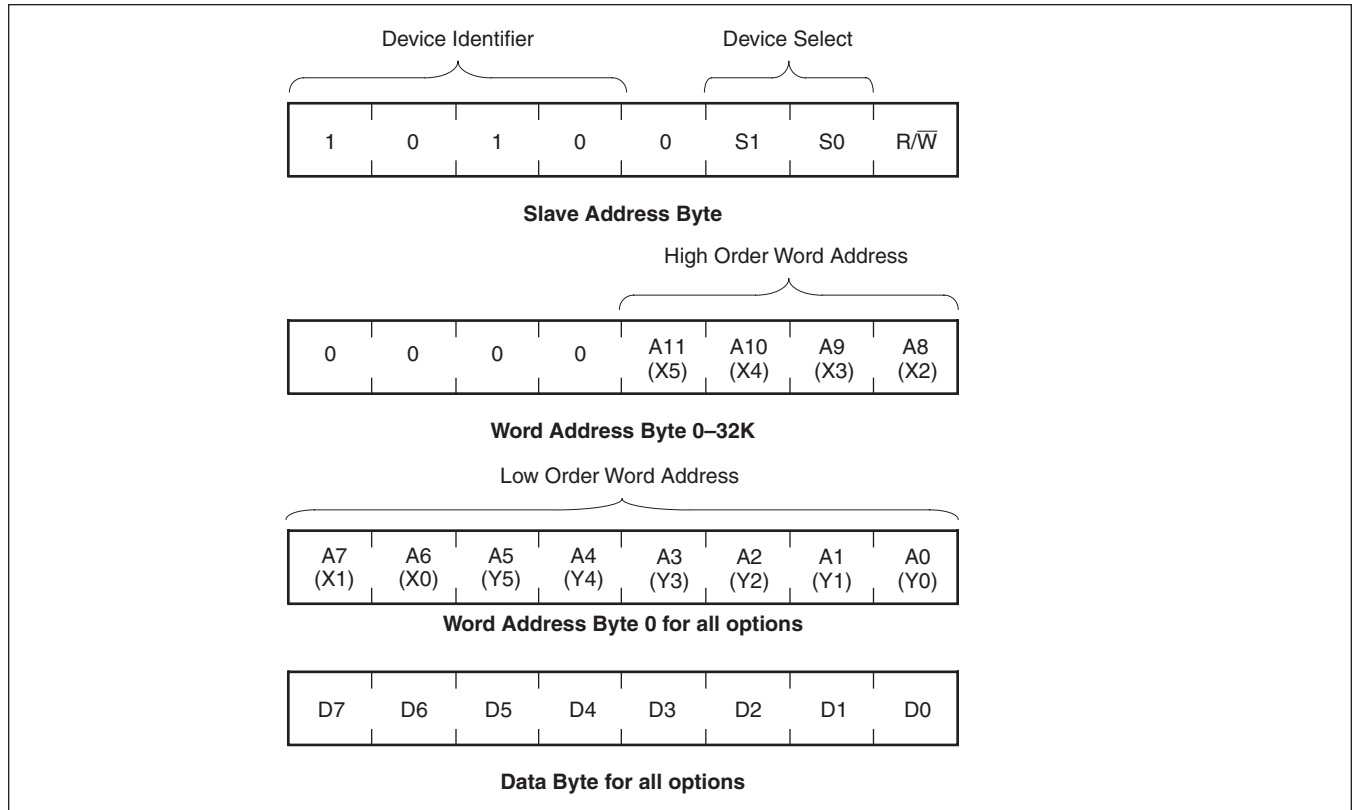 Device Identifier Device Select
1 0 1 0 0 S1 S0 R/W̅
Slave Address Byte
High Order Word Address
0 0 0 0 A11 A10 A9 A8
(X5) (X4) (X3) (X2)
Word Address Byte 0–32K
Low Order Word Address
A7 A6 A5 A4 A3 A2 A1 A0
(X1) (X0) (Y5) (Y4) (Y3) (Y2) (Y1) (Y0)
Word Address Byte 0 for all options
D7 D6 D5 D4 D3 D2 D1 D0
Data Byte for all options